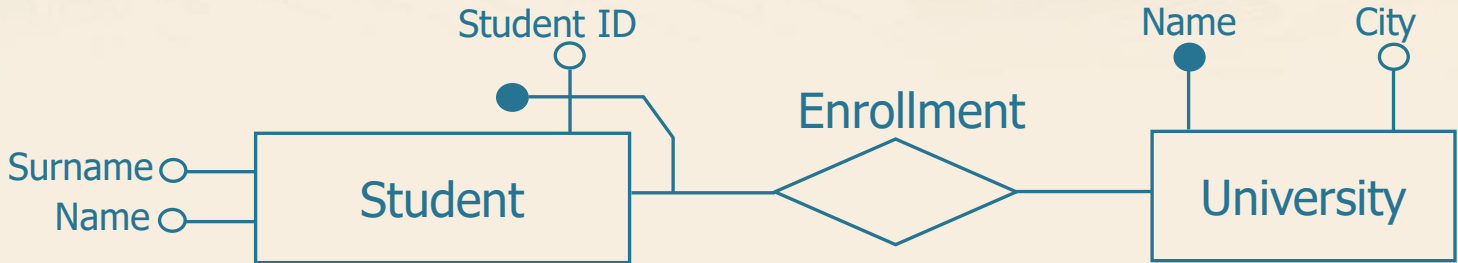 Student ID
Name
City
Enrollment
Surname
Name
Student
University